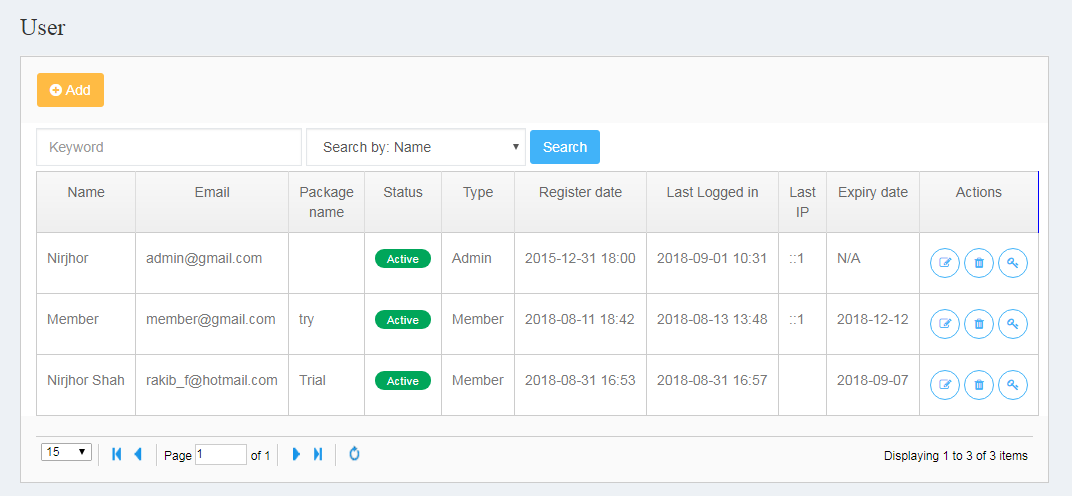 User
Add
Keyword Search by: Name Search
Name Email Package name Status Type Register date Last Logged in Last IP Expiry date Actions
Nirjhor admin@gmail.com Active Admin 2015-12-31 18:00 2018-09-01 10:31 ::1 N/A
Member member@gmail.com try Active Member 2018-08-11 18:42 2018-08-13 13:48 ::1 2018-12-12
Nirjhor Shah rakib_f@hotmail.com Trial Active Member 2018-08-31 16:53 2018-08-31 16:57 2018-09-07
15 Page 1 of 1 Displaying 1 to 3 of 3 items